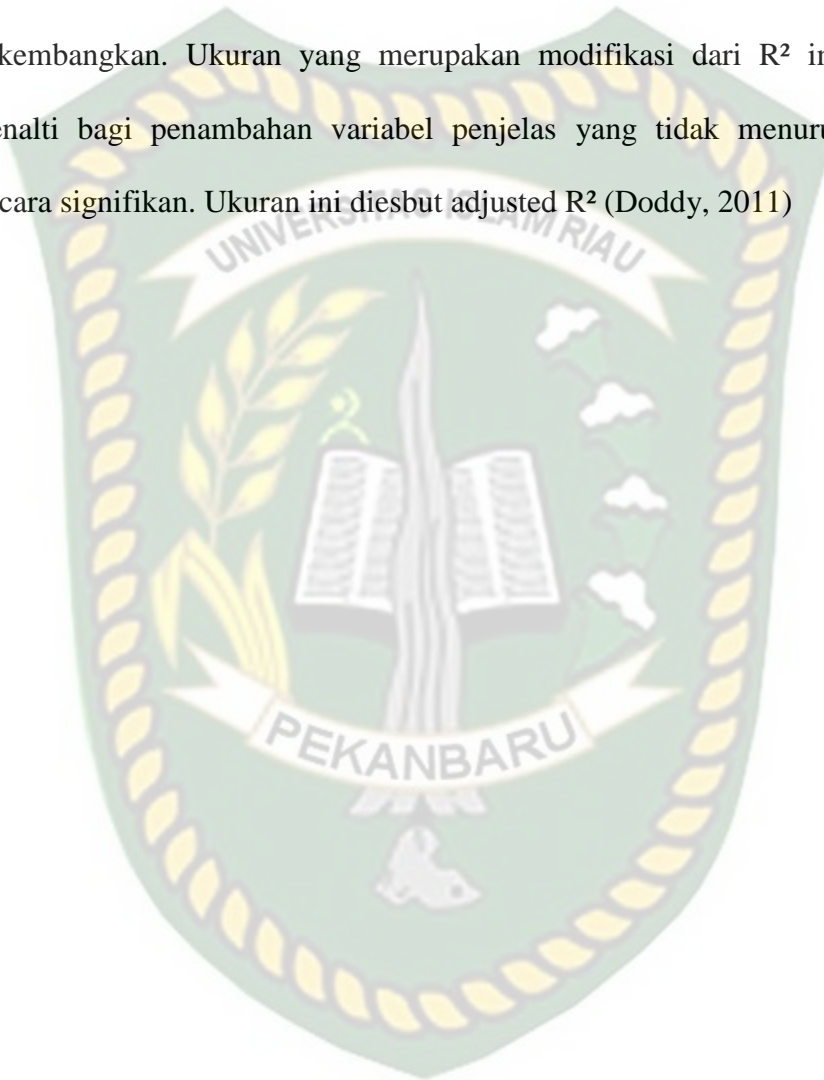 kembangkan. Ukuran yang merupakan modifikasi dari R² in
enalti bagi penambahan variabel penjelas yang tidak menuru
cara signifikan. Ukuran ini diesbut adjusted R² (Doddy, 2011)
UNIVERSITAS ISLAM RIAU
PEKANBARU